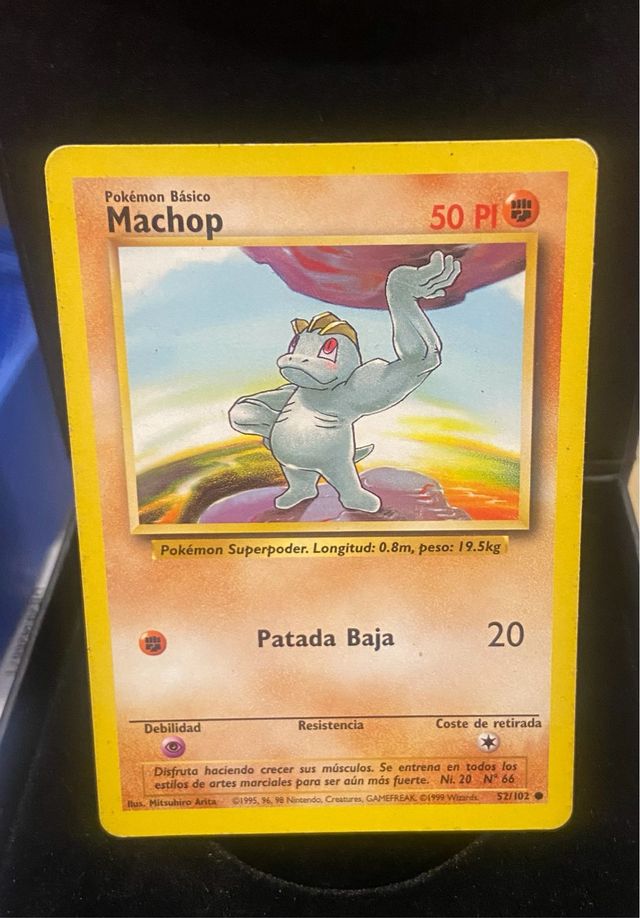 Pokémon Básico
Machop
50 PI
Pokémon Superpoder. Longitud: 0.8m, peso: 19.5kg
Patada Baja 20
Debilidad Resistencia Coste de retirada
Disfruta haciendo crecer sus músculos. Se entrena en todos los
estilos de artes marciales para ser aún más fuerte. Ni. 20 N° 66
Ilus. Mitsuhiro Arita ©1995, 96, 98 Nintendo, Creatures, GAMEFREAK. ©1999 Wizards. 52/102